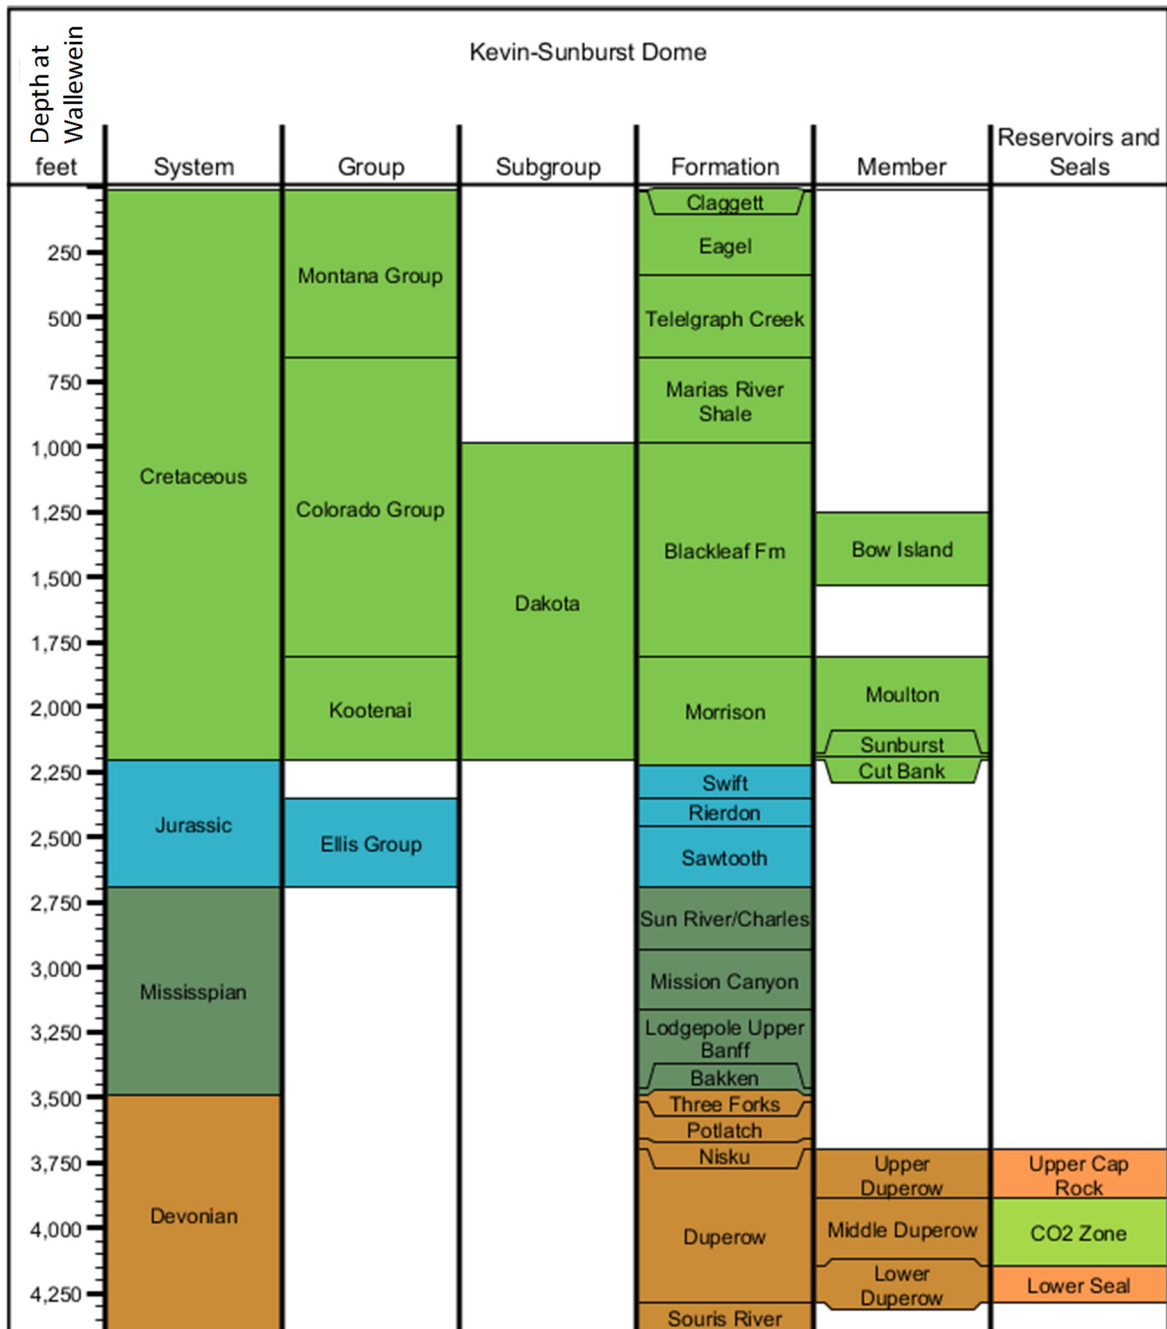 Kevin-Sunburst Dome
Depth at
Wallewein
feet
System
Group
Subgroup
Formation
Member
Reservoirs and
Seals
250
500
750
1,000
1,250
1,500
1,750
2,000
2,250
2,500
2,750
3,000
3,250
3,500
3,750
4,000
4,250
Cretaceous
Jurassic
Mississpian
Devonian
Montana Group
Colorado Group
Kootenai
Ellis Group
Dakota
Claggett
Eagel
Telelgraph Creek
Marias River
Shale
Blackleaf Fm
Morrison
Swift
Rierdon
Sawtooth
Sun River/Charles
Mission Canyon
Lodgepole Upper
Banff
Bakken
Three Forks
Potlatch
Nisku
Duperow
Souris River
Bow Island
Moulton
Sunburst
Cut Bank
Upper
Duperow
Middle Duperow
Lower
Duperow
Upper Cap
Rock
CO2 Zone
Lower Seal